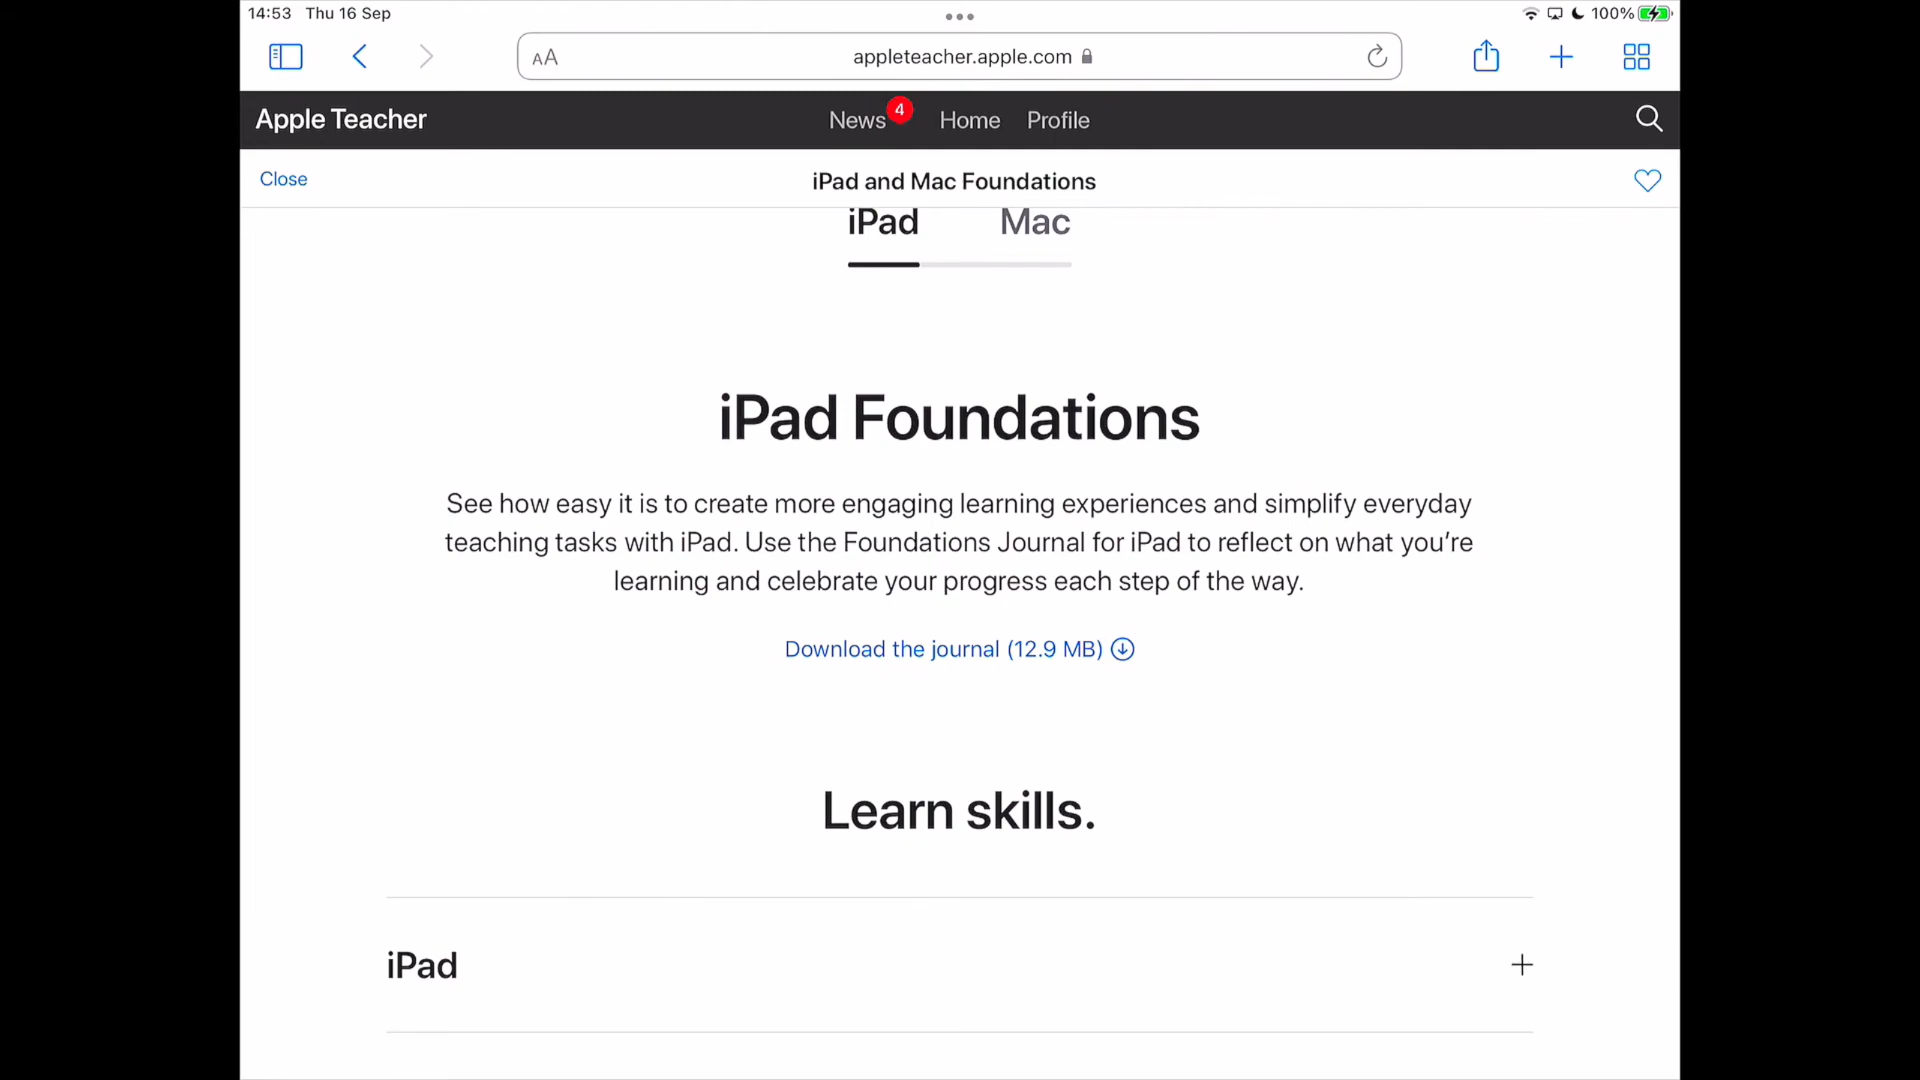 14:53 Thu 16 Sep
100%
AA
appleteacher.apple.com
Apple Teacher
News 4 Home Profile
Close
iPad and Mac Foundations
iPad Mac
iPad Foundations
See how easy it is to create more engaging learning experiences and simplify everyday
teaching tasks with iPad. Use the Foundations Journal for iPad to reflect on what you’re
learning and celebrate your progress each step of the way.
Download the journal (12.9 MB)
Learn skills.
iPad